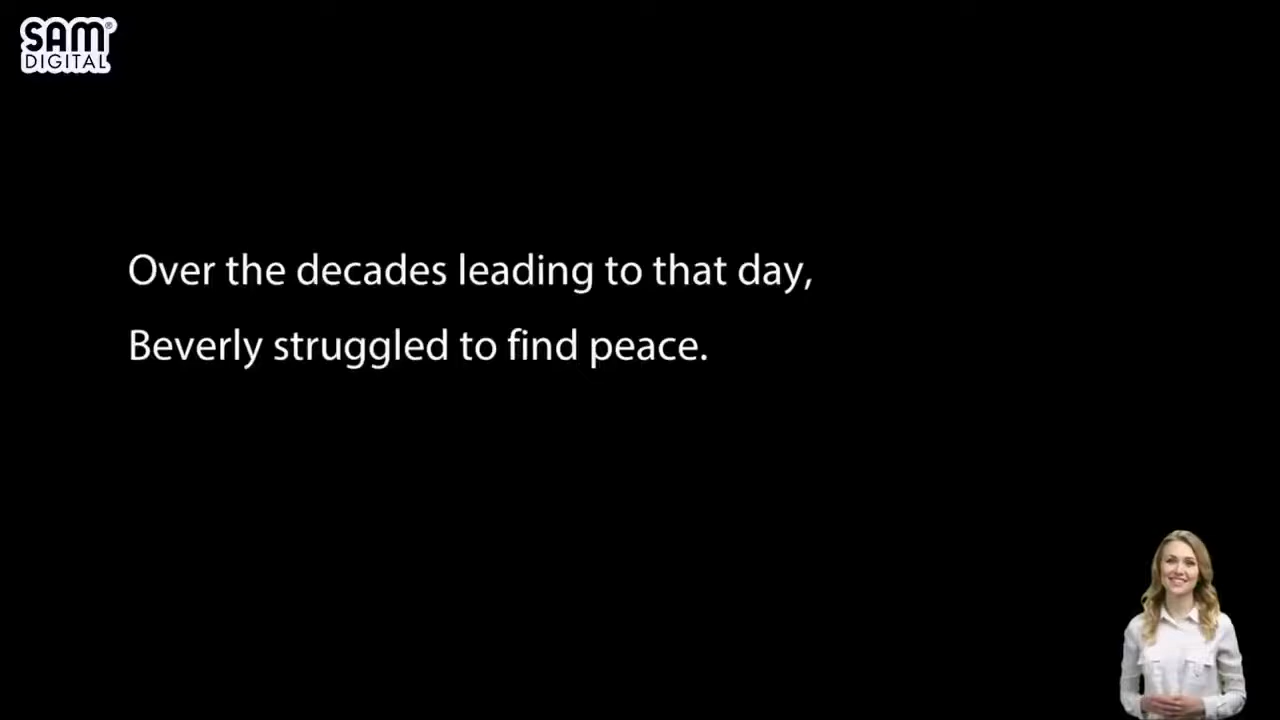 SAM®
DIGITAL
Over the decades leading to that day,
Beverly struggled to find peace.